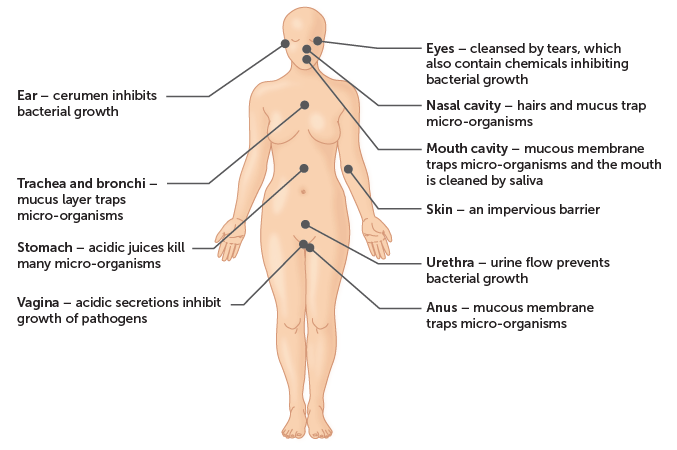 Ear – cerumen inhibits
bacterial growth
Trachea and bronchi –
mucus layer traps
micro-organisms
Stomach – acidic juices kill
many micro-organisms
Vagina – acidic secretions inhibit
growth of pathogens
Eyes – cleansed by tears, which
also contain chemicals inhibiting
bacterial growth
Nasal cavity – hairs and mucus trap
micro-organisms
Mouth cavity – mucous membrane
traps micro-organisms and the mouth
is cleaned by saliva
Skin – an impervious barrier
Urethra – urine flow prevents
bacterial growth
Anus – mucous membrane
traps micro-organisms